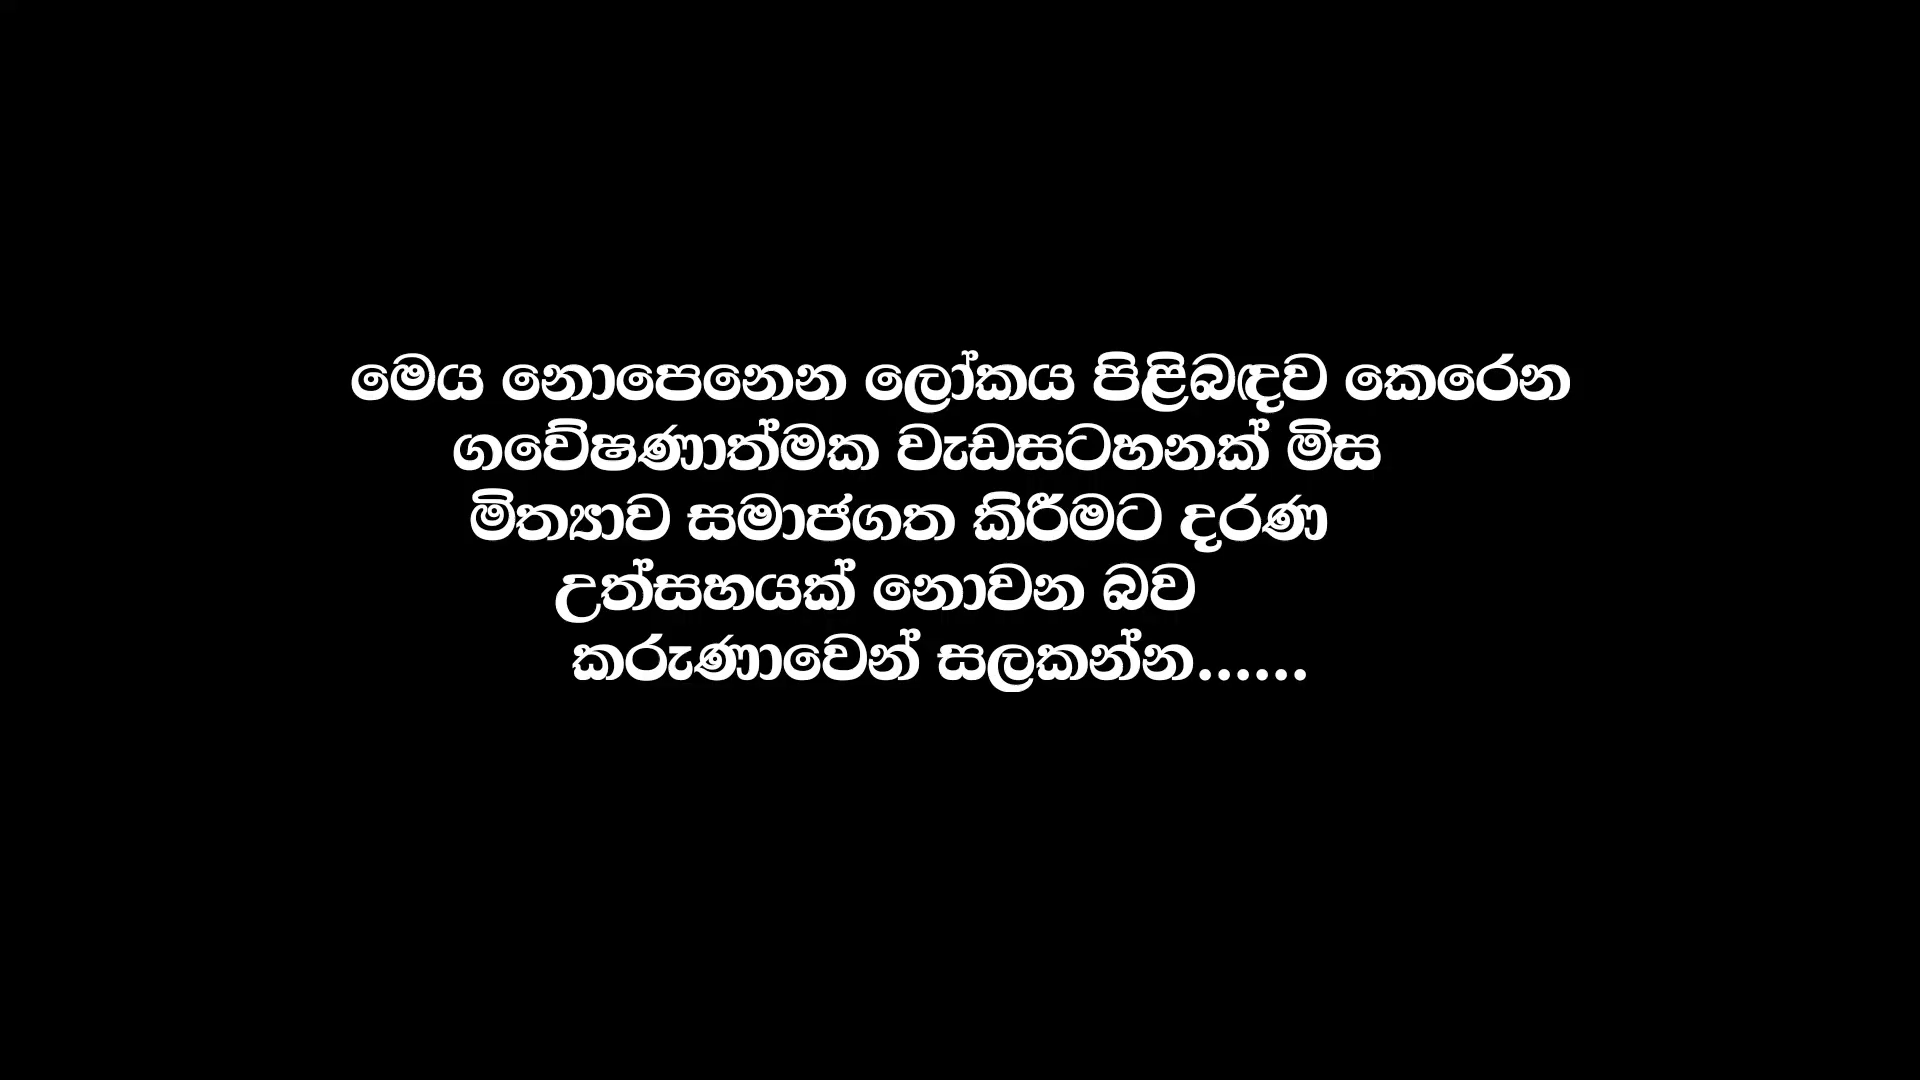 මෙය නොපෙනෙන ලෝකය පිළිබඳව කෙරෙන
ගවේෂණාත්මක වැඩසටහනක් මිස
මිත්‍යාව සමාජගත කිරීමට දරණ
උත්සහයක් නොවන බව
කරුණාවෙන් සලකන්න......